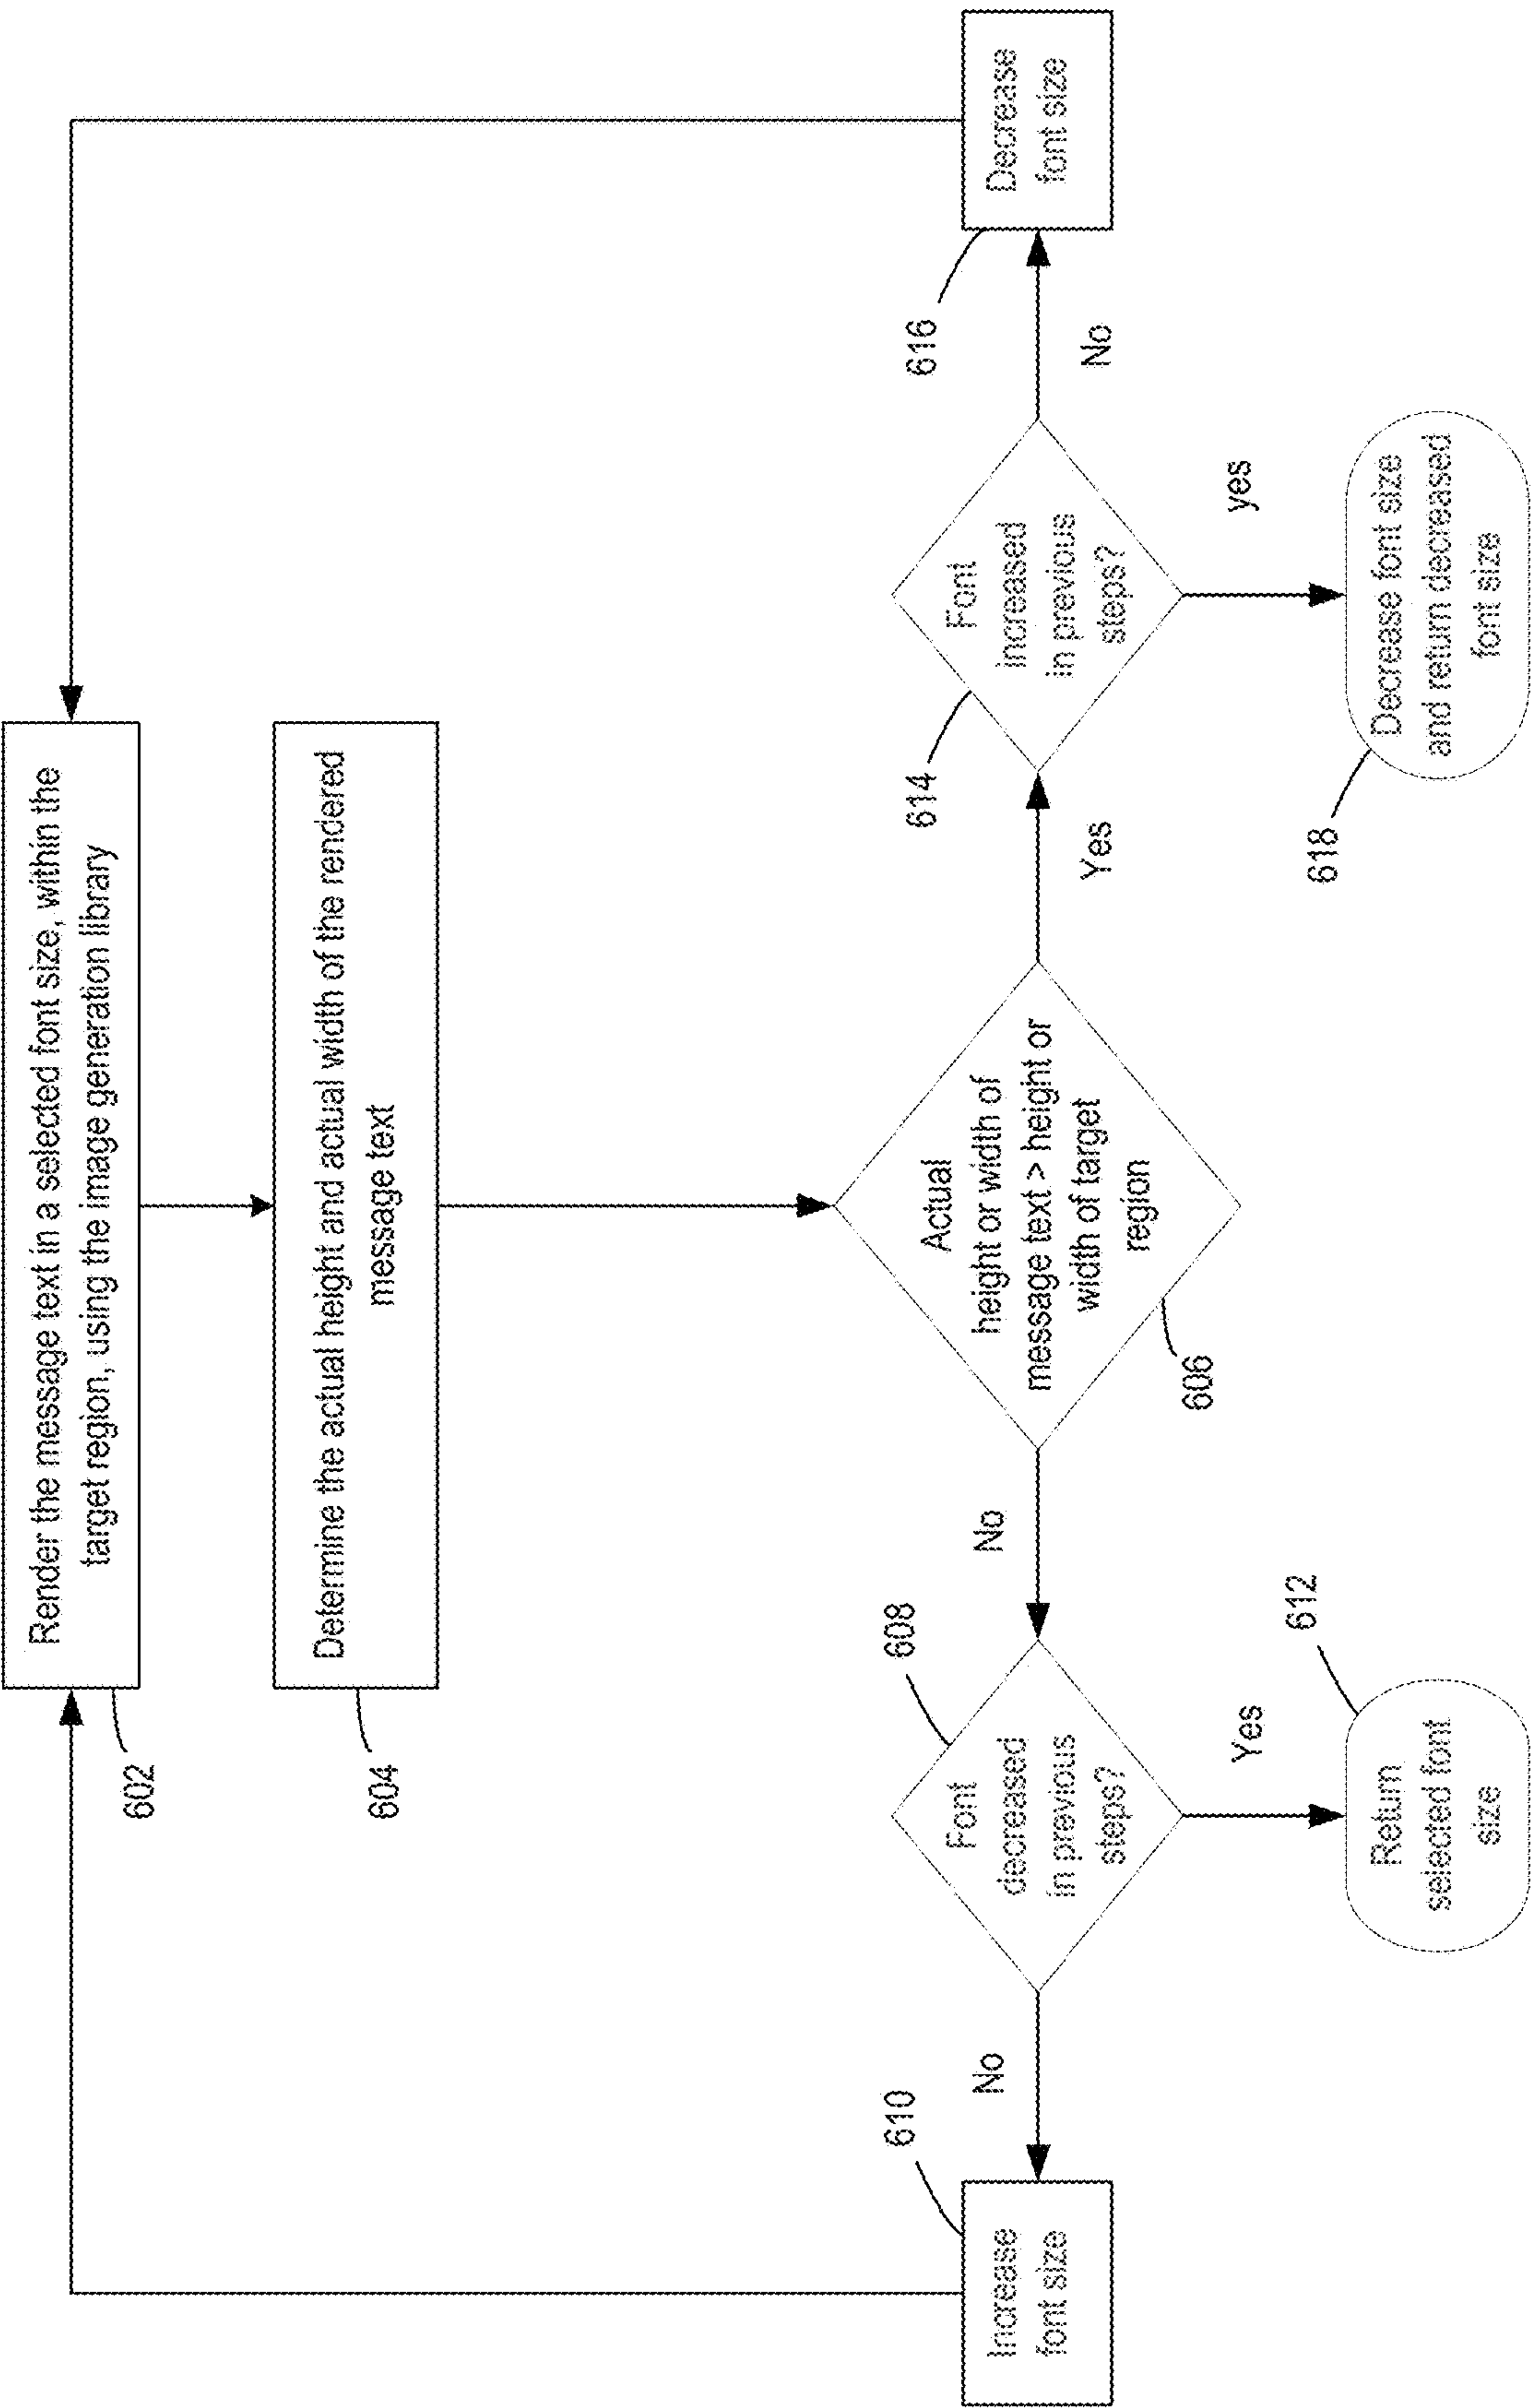 Render the message text in a selected font size, within the
target region, using the image generation library
602
Determine the actual height and actual width of the rendered
message text
604
Actual
height or width of
message text > height or
width of target
region
606
No
Yes
Font
decreased
in previous
steps?
608
No
Yes
Increase
font size
610
Return
selected font
size
612
Font
increased
in previous
steps?
614
No
yes
Decrease
font size
616
Decrease font size
and return decreased
font size
618